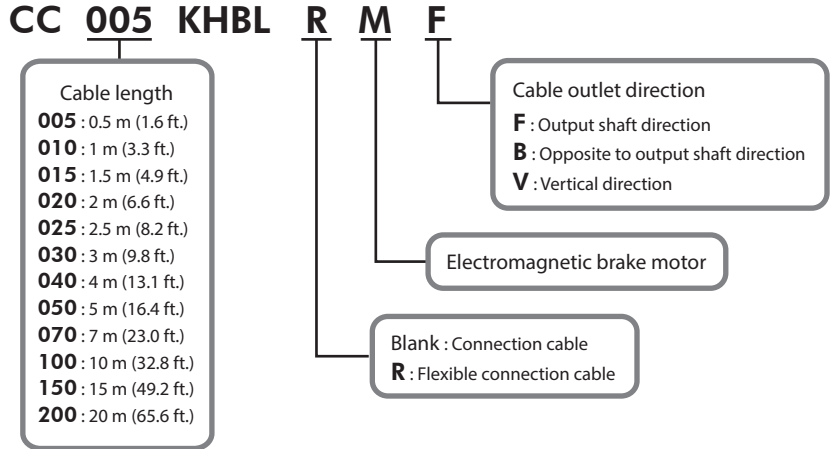 CC 005 KHBL R M F
Cable length
005 : 0.5 m (1.6 ft.)
010 : 1 m (3.3 ft.)
015 : 1.5 m (4.9 ft.)
020 : 2 m (6.6 ft.)
025 : 2.5 m (8.2 ft.)
030 : 3 m (9.8 ft.)
040 : 4 m (13.1 ft.)
050 : 5 m (16.4 ft.)
070 : 7 m (23.0 ft.)
100 : 10 m (32.8 ft.)
150 : 15 m (49.2 ft.)
200 : 20 m (65.6 ft.)
Cable outlet direction
F : Output shaft direction
B : Opposite to output shaft direction
V : Vertical direction
Electromagnetic brake motor
Blank : Connection cable
R : Flexible connection cable